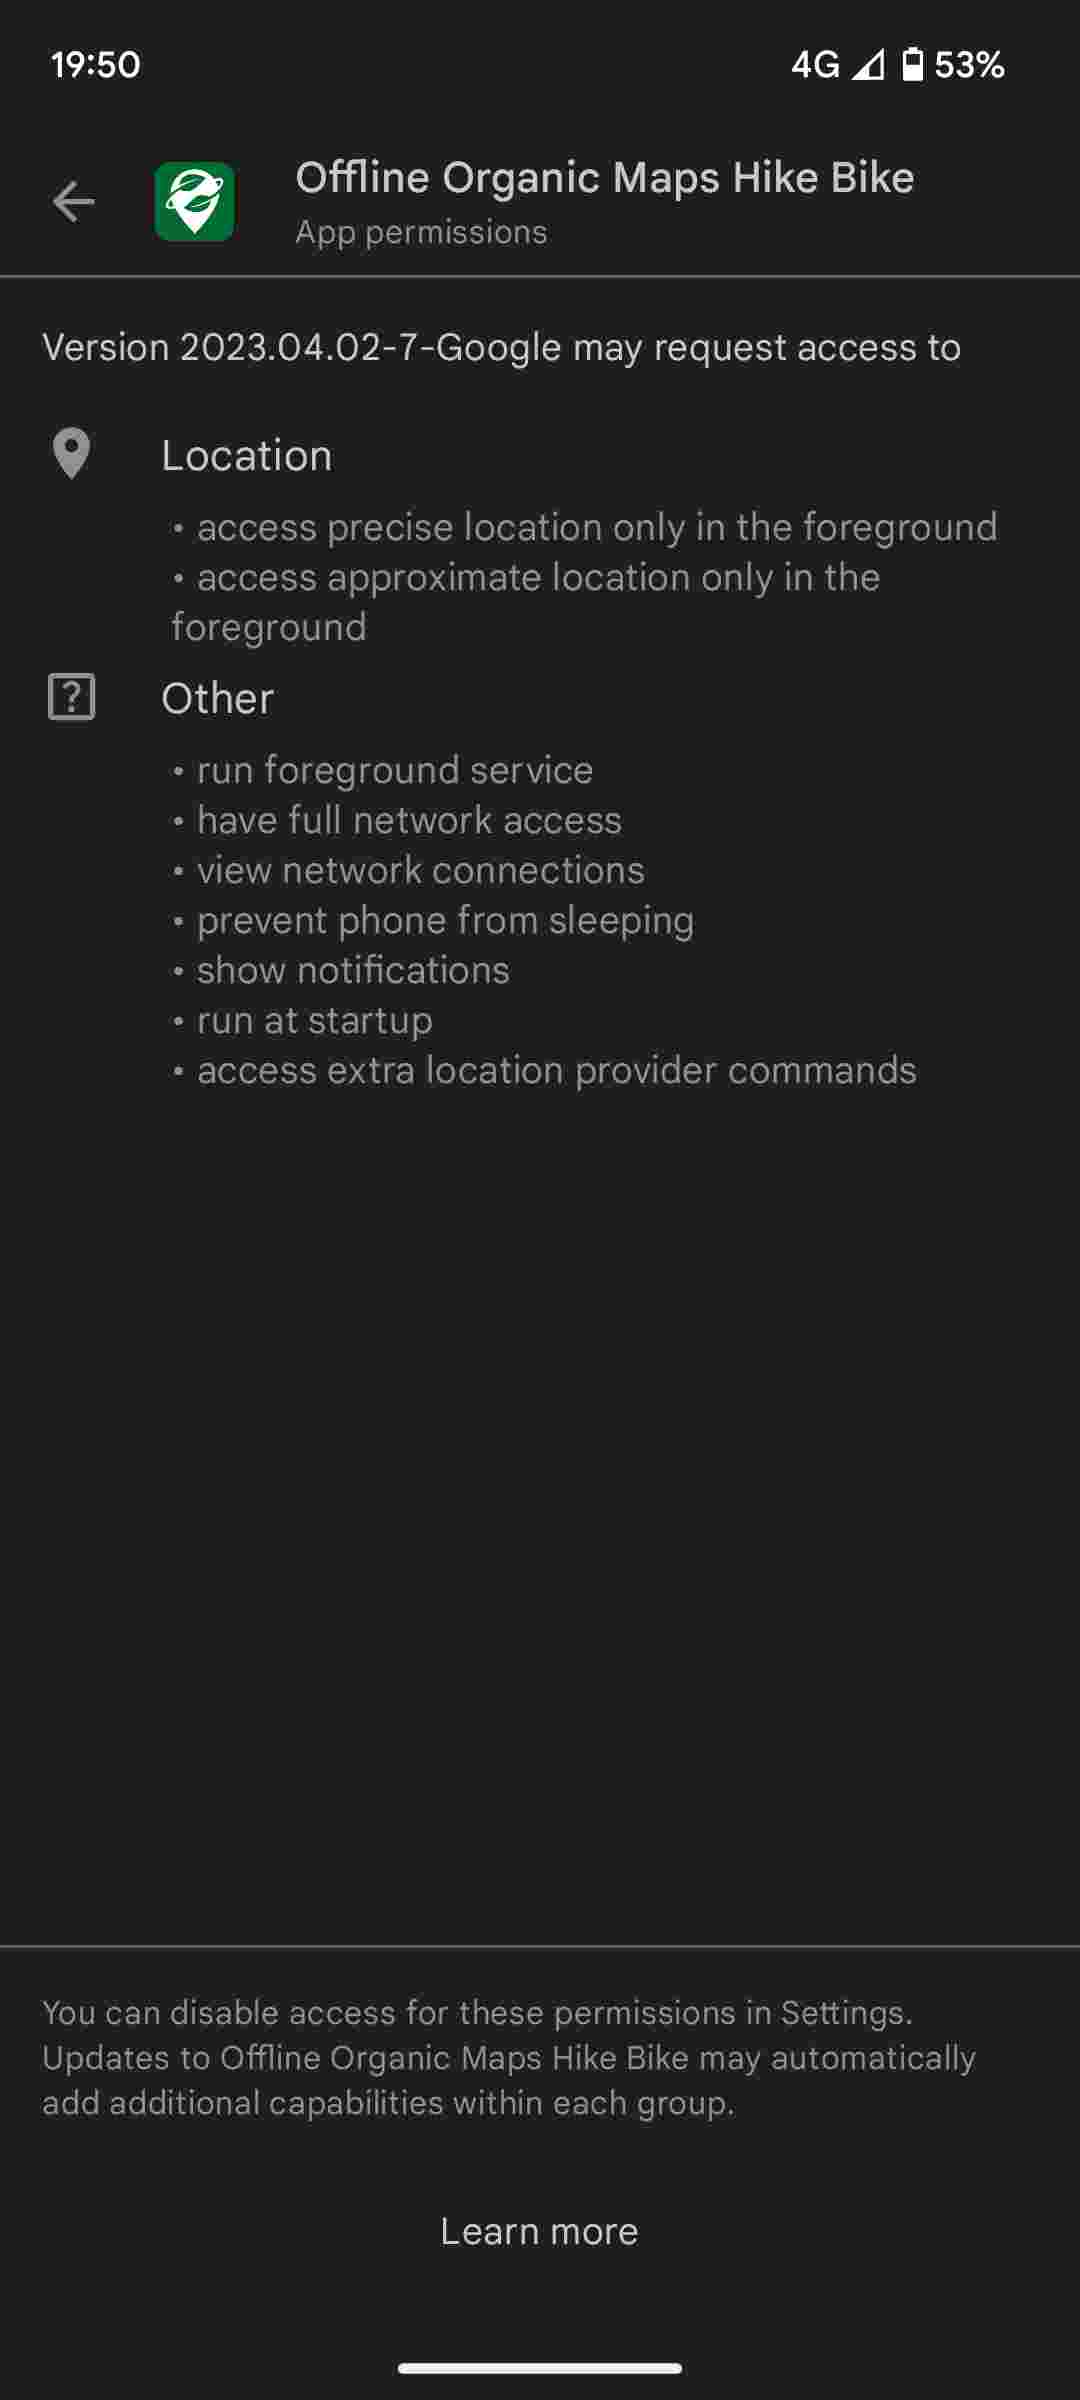 19:50
4G 53%
Offline Organic Maps Hike Bike
App permissions
Version 2023.04.02-7-Google may request access to
Location
• access precise location only in the foreground
• access approximate location only in the
foreground
?
Other
• run foreground service
• have full network access
• view network connections
• prevent phone from sleeping
• show notifications
• run at startup
• access extra location provider commands
You can disable access for these permissions in Settings.
Updates to Offline Organic Maps Hike Bike may automatically
add additional capabilities within each group.
Learn more